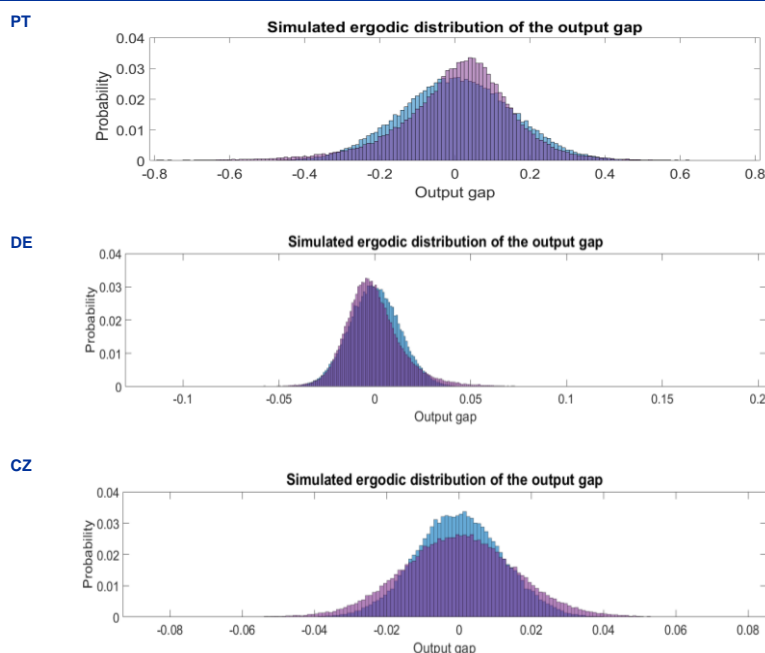 PT
Simulated ergodic distribution of the output gap
0.04
0.03
0.02
0.01
0
Probability
-0.8 -0.6 -0.4 -0.2 0 0.2 0.4 0.6 0.8
Output gap
DE
Simulated ergodic distribution of the output gap
0.04
0.03
0.02
0.01
0
Probability
-0.1 -0.05 0 0.05 0.1 0.15 0.2
Output gap
CZ
Simulated ergodic distribution of the output gap
0.04
0.03
0.02
0.01
0
Probability
-0.08 -0.06 -0.04 -0.02 0 0.02 0.04 0.06 0.08
Output gap